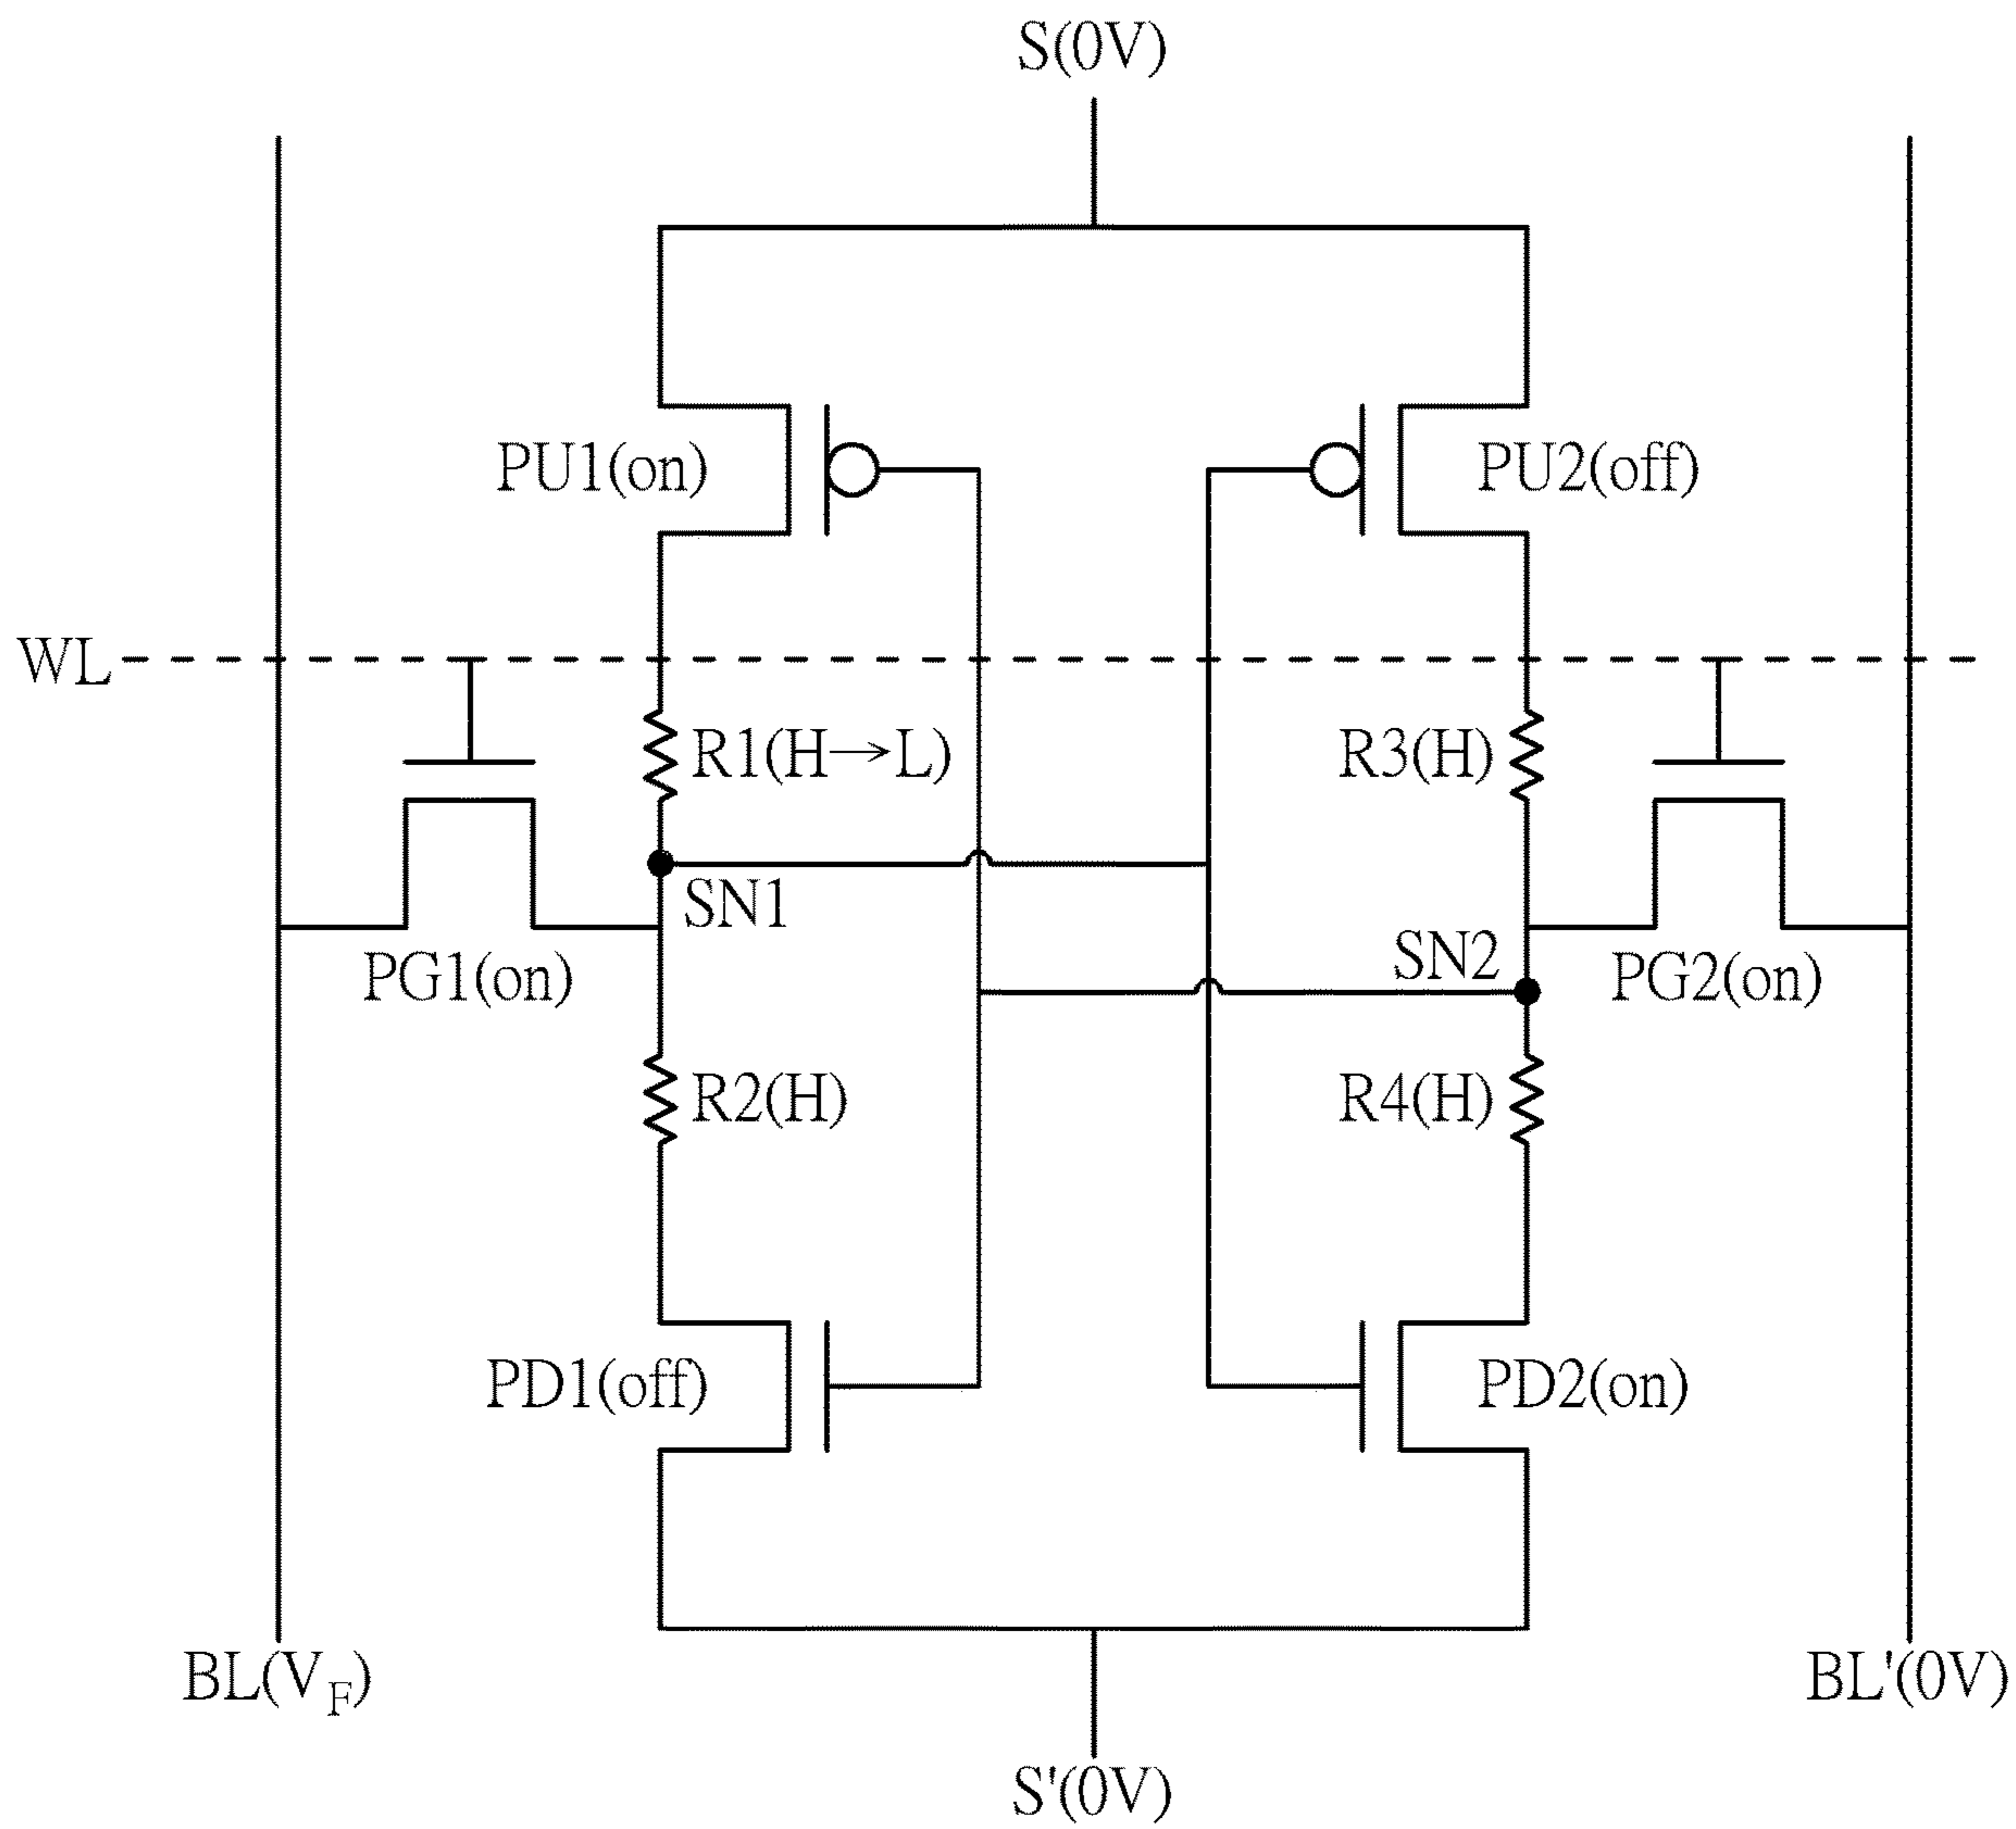 S(0V)
PU1(on)
PU2(off)
WL
R1(H→L)
R3(H)
SN1
SN2
PG1(on)
PG2(on)
R2(H)
R4(H)
PD1(off)
PD2(on)
BL(V_F)
BL'(0V)
S'(0V)